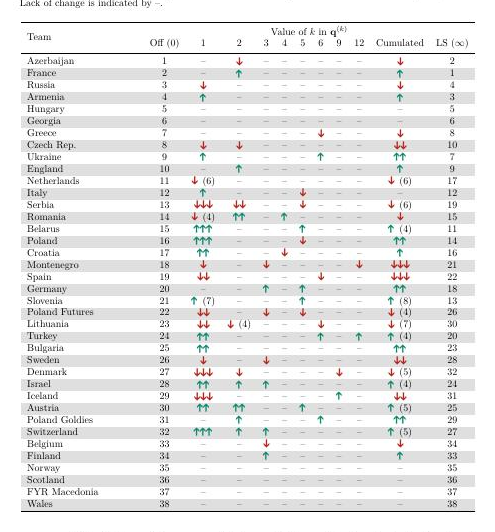 Lack of change is indicated by –.
Team Value of k in q(k)
Off (0) 1 2 3 4 5 6 9 12 Cumulated LS (∞)
Azerbaijan 1 – ↓ – – – – – – ↓ 2
France 2 – ↑ – – – – – – ↑ 1
Russia 3 ↓ – – – – – – – ↓ 4
Armenia 4 ↑ – – – – – – – ↑ 3
Hungary 5 – – – – – – – – – 5
Georgia 6 – – – – – – – – – 6
Greece 7 – – – – – ↓ – – ↓ 8
Czech Rep. 8 ↓ ↓ – – – – – – ↓↓ 10
Ukraine 9 ↑ – – – – ↑ – – ↑↑ 7
England 10 – ↑ – – – – – – ↑ 9
Netherlands 11 ↓ (6) – – – – – – – ↓ (6) 17
Italy 12 ↑ – – – ↓ – – – – 12
Serbia 13 ↓↓↓ ↓↓ – – ↓ – – – ↓ (6) 19
Romania 14 ↓ (4) ↑↑ – ↑ – – – – ↓ 15
Belarus 15 ↑↑↑ – – – ↑ – – – ↑ (4) 11
Poland 16 ↑↑↑ – – – ↓ – – – ↑↑ 14
Croatia 17 ↑↑ – – ↓ – – – – ↑ 16
Montenegro 18 ↓ – ↓ – – – – ↓ ↓↓↓ 21
Spain 19 ↓↓ – – – – ↓ – – ↓↓↓ 22
Germany 20 – – ↑ – ↑ – – – ↑↑ 18
Slovenia 21 ↑ (7) – – – ↑ – – – ↑ (8) 13
Poland Futures 22 ↓↓ – ↓ – ↓ – – – ↓ (4) 26
Lithuania 23 ↓↓ ↓ (4) – – – ↓ – – ↓ (7) 30
Turkey 24 ↑↑ – – – – ↑ – ↑ ↑ (4) 20
Bulgaria 25 ↑↑ – – – – – – – ↑↑ 23
Sweden 26 ↓ – ↓ – – – – – ↓↓ 28
Denmark 27 ↓↓↓ ↓ – – – – ↓ – ↓ (5) 32
Israel 28 ↑↑ ↑ ↑ – – – – – ↑ (4) 24
Iceland 29 ↓↓↓ – – – – – ↑ – ↓↓ 31
Austria 30 ↑↑ ↑↑ – – ↑ – – – ↑ (5) 25
Poland Goldies 31 – ↑ – – – ↑ – – ↑↑ 29
Switzerland 32 ↑↑↑ ↑ ↑ – – – – – ↑ (5) 27
Belgium 33 – – ↓ – – – – – ↓ 34
Finland 34 – – ↑ – – – – – ↑ 33
Norway 35 – – – – – – – – – 35
Scotland 36 – – – – – – – – – 36
FYR Macedonia 37 – – – – – – – – – 37
Wales 38 – – – – – – – – – 38